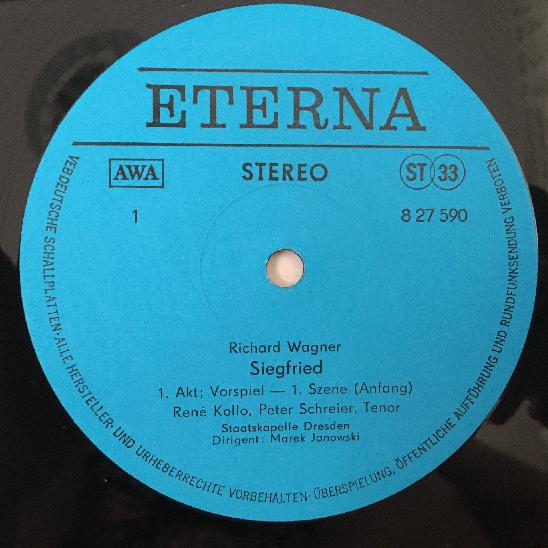 ETERNA
AWA
STEREO
ST 33
1
8 27 590
Richard Wagner
Siegfried
1. Akt; Vorspiel — 1. Szene (Anfang)
René Kollo, Peter Schreier, Tenor
Staatskapelle Dresden
Dirigent: Marek Janowski
VEB DEUTSCHE SCHALLPLATTEN · ALLE HERSTELLER- UND URHEBERRECHTE VORBEHALTEN · ÜBERSPIELUNG, ÖFFENTLICHE AUFFÜHRUNG UND RUNDFUNKSENDUNG VERBOTEN